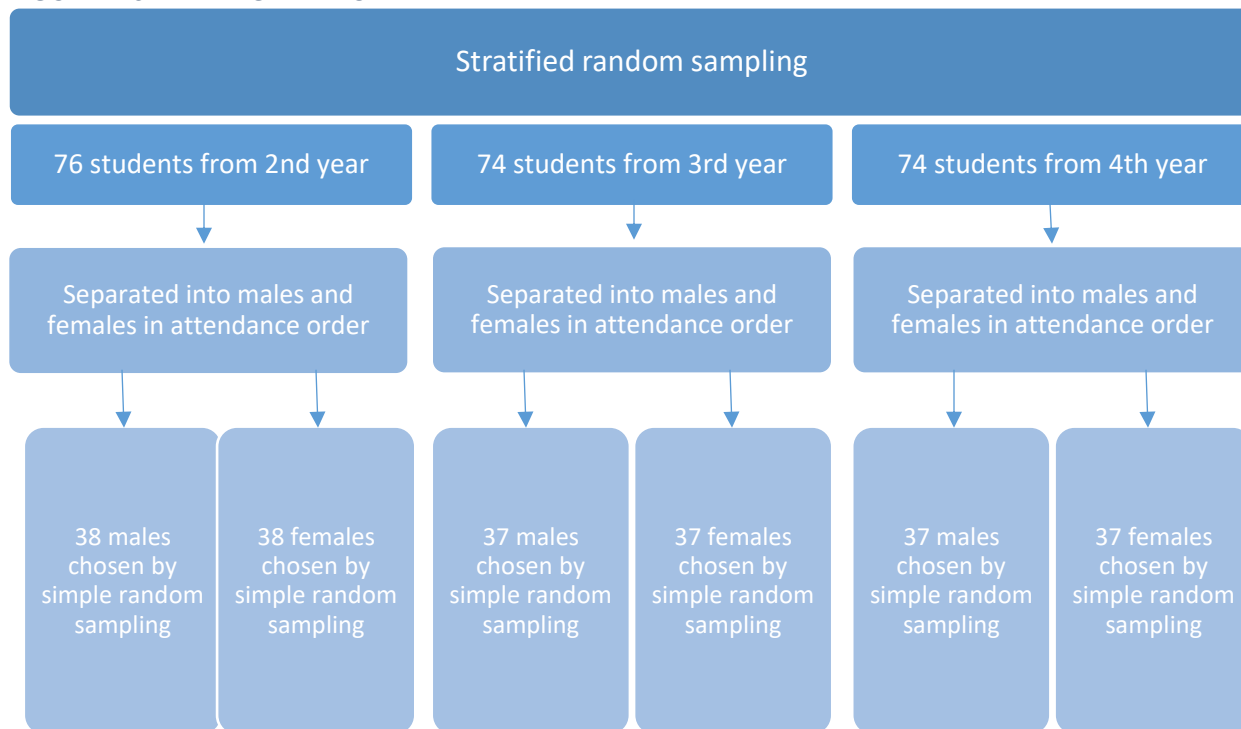 Stratified random sampling
76 students from 2nd year
74 students from 3rd year
74 students from 4th year
Separated into males and
females in attendance order
Separated into males and
females in attendance order
Separated into males and
females in attendance order
38 males
chosen by
simple random
sampling
38 females
chosen by
simple random
sampling
37 males
chosen by
simple random
sampling
37 females
chosen by
simple random
sampling
37 males
chosen by
simple random
sampling
37 females
chosen by
simple random
sampling